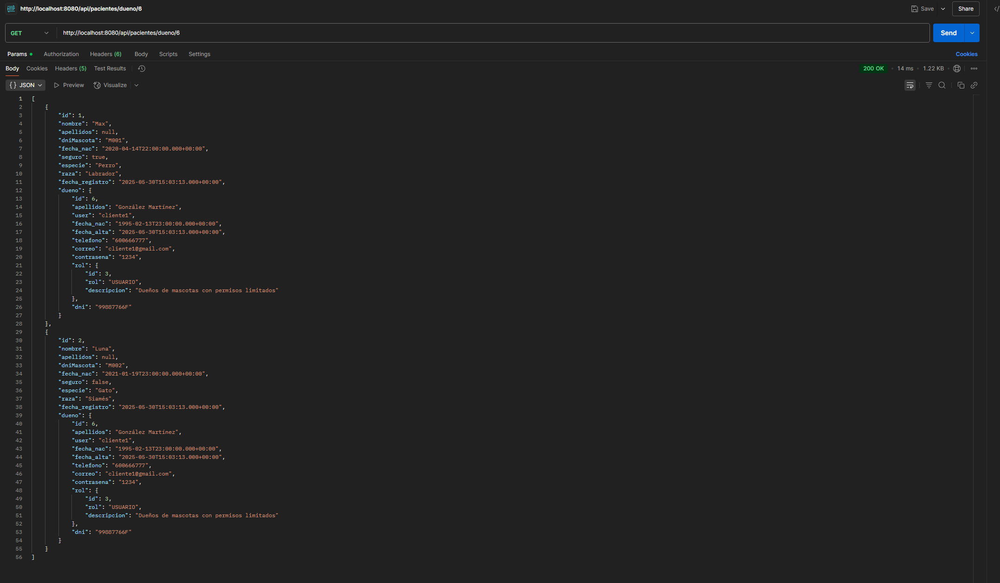 HTTP http://localhost:8080/api/pacientes/dueno/6 Save Share
GET http://localhost:8080/api/pacientes/dueno/6 Send
Params Authorization Headers (6) Body Scripts Settings Cookies
Body Cookies Headers (5) Test Results 200 OK • 14 ms • 1.22 KB •
{} JSON Preview Visualize
1 [
2 {
3 "id": 1,
4 "nombre": "Max",
5 "apellidos": null,
6 "dniMascota": "M001",
7 "fecha_nac": "2020-04-14T22:00:00.000+00:00",
8 "seguro": true,
9 "especie": "Perro",
10 "raza": "Labrador",
11 "fecha_registro": "2025-05-30T15:03:13.000+00:00",
12 "dueno": {
13 "id": 6,
14 "apellidos": "González Martínez",
15 "user": "cliente1",
16 "fecha_nac": "1995-02-13T23:00:00.000+00:00",
17 "fecha_alta": "2025-05-30T15:03:13.000+00:00",
18 "telefono": "600666777",
19 "correo": "cliente1@gmail.com",
20 "contrasena": "1234",
21 "rol": {
22 "id": 3,
23 "rol": "USUARIO",
24 "descripcion": "Dueños de mascotas con permisos limitados"
25 },
26 "dni": "99887766F"
27 }
28 },
29 {
30 "id": 2,
31 "nombre": "Luna",
32 "apellidos": null,
33 "dniMascota": "M002",
34 "fecha_nac": "2021-01-19T23:00:00.000+00:00",
35 "seguro": false,
36 "especie": "Gato",
37 "raza": "Siamés",
38 "fecha_registro": "2025-05-30T15:03:13.000+00:00",
39 "dueno": {
40 "id": 6,
41 "apellidos": "González Martínez",
42 "user": "cliente1",
43 "fecha_nac": "1995-02-13T23:00:00.000+00:00",
44 "fecha_alta": "2025-05-30T15:03:13.000+00:00",
45 "telefono": "600666777",
46 "correo": "cliente1@gmail.com",
47 "contrasena": "1234",
48 "rol": {
49 "id": 3,
50 "rol": "USUARIO",
51 "descripcion": "Dueños de mascotas con permisos limitados"
52 },
53 "dni": "99887766F"
54 }
55 }
56 ]